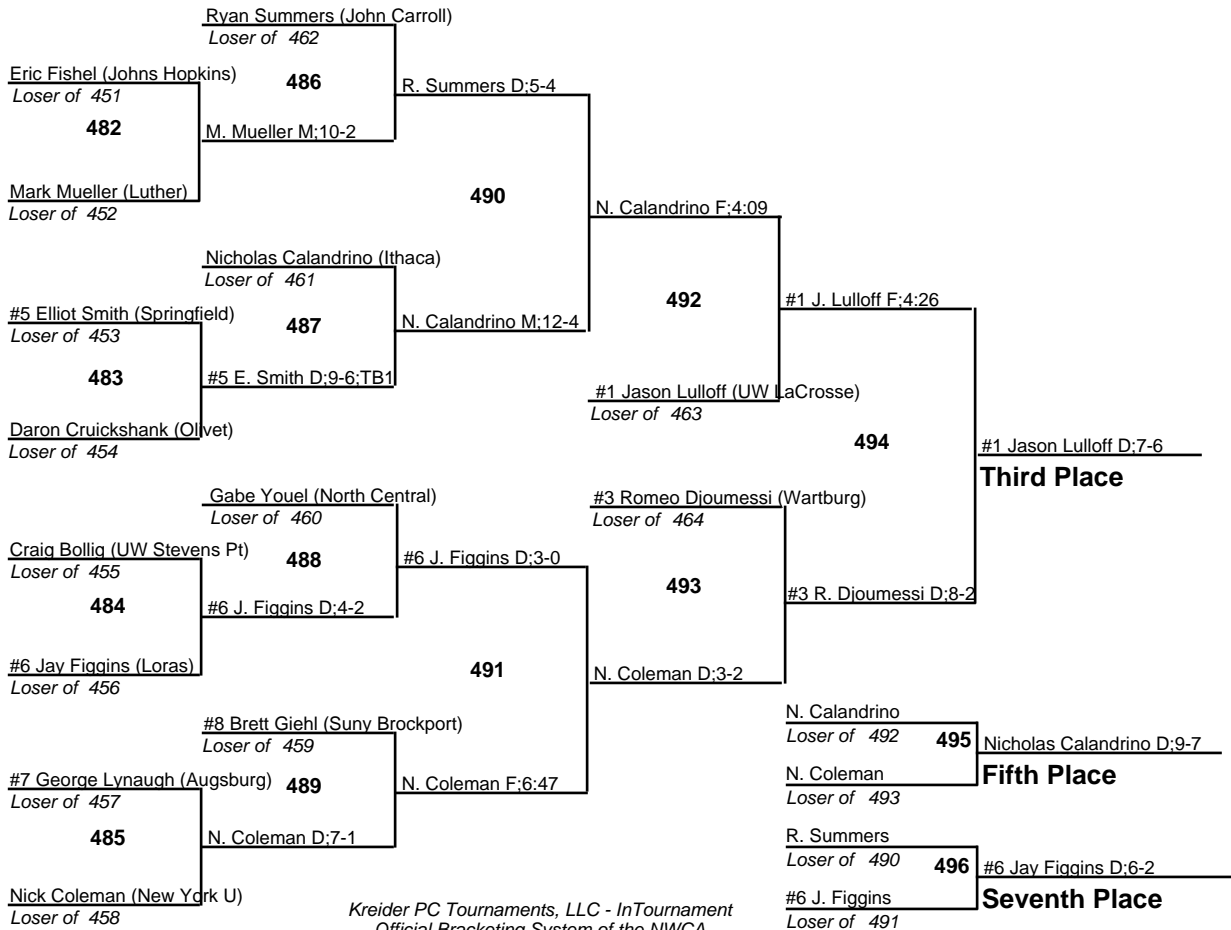 Ryan Summers (John Carroll)
Loser of 462
Eric Fishel (Johns Hopkins)
Loser of 451
486
R. Summers D;5-4
482
M. Mueller M;10-2
Mark Mueller (Luther)
Loser of 452
490
N. Calandrino F;4:09
Nicholas Calandrino (Ithaca)
Loser of 461
#5 Elliot Smith (Springfield)
Loser of 453
487
N. Calandrino M;12-4
492
#1 J. Lulloff F;4:26
483
#5 E. Smith D;9-6;TB1
#1 Jason Lulloff (UW LaCrosse)
Loser of 463
Daron Cruickshank (Olivet)
Loser of 454
494
#1 Jason Lulloff D;7-6
Third Place
Gabe Youel (North Central)
Loser of 460
#3 Romeo Djoumessi (Wartburg)
Loser of 464
Craig Bollig (UW Stevens Pt)
Loser of 455
488
#6 J. Figgins D;3-0
493
#3 R. Djoumessi D;8-2
484
#6 J. Figgins D;4-2
#6 Jay Figgins (Loras)
Loser of 456
491
N. Coleman D;3-2
#8 Brett Giehl (Suny Brockport)
Loser of 459
N. Calandrino
Loser of 492
495
Nicholas Calandrino D;9-7
Fifth Place
#7 George Lynaugh (Augsburg)
Loser of 457
489
N. Coleman F;6:47
N. Coleman
Loser of 493
485
N. Coleman D;7-1
R. Summers
Loser of 490
496
#6 Jay Figgins D;6-2
Seventh Place
Nick Coleman (New York U)
Loser of 458
#6 J. Figgins
Loser of 491
Kreider PC Tournaments, LLC - InTournament
Official Bracketing System of the NWCA